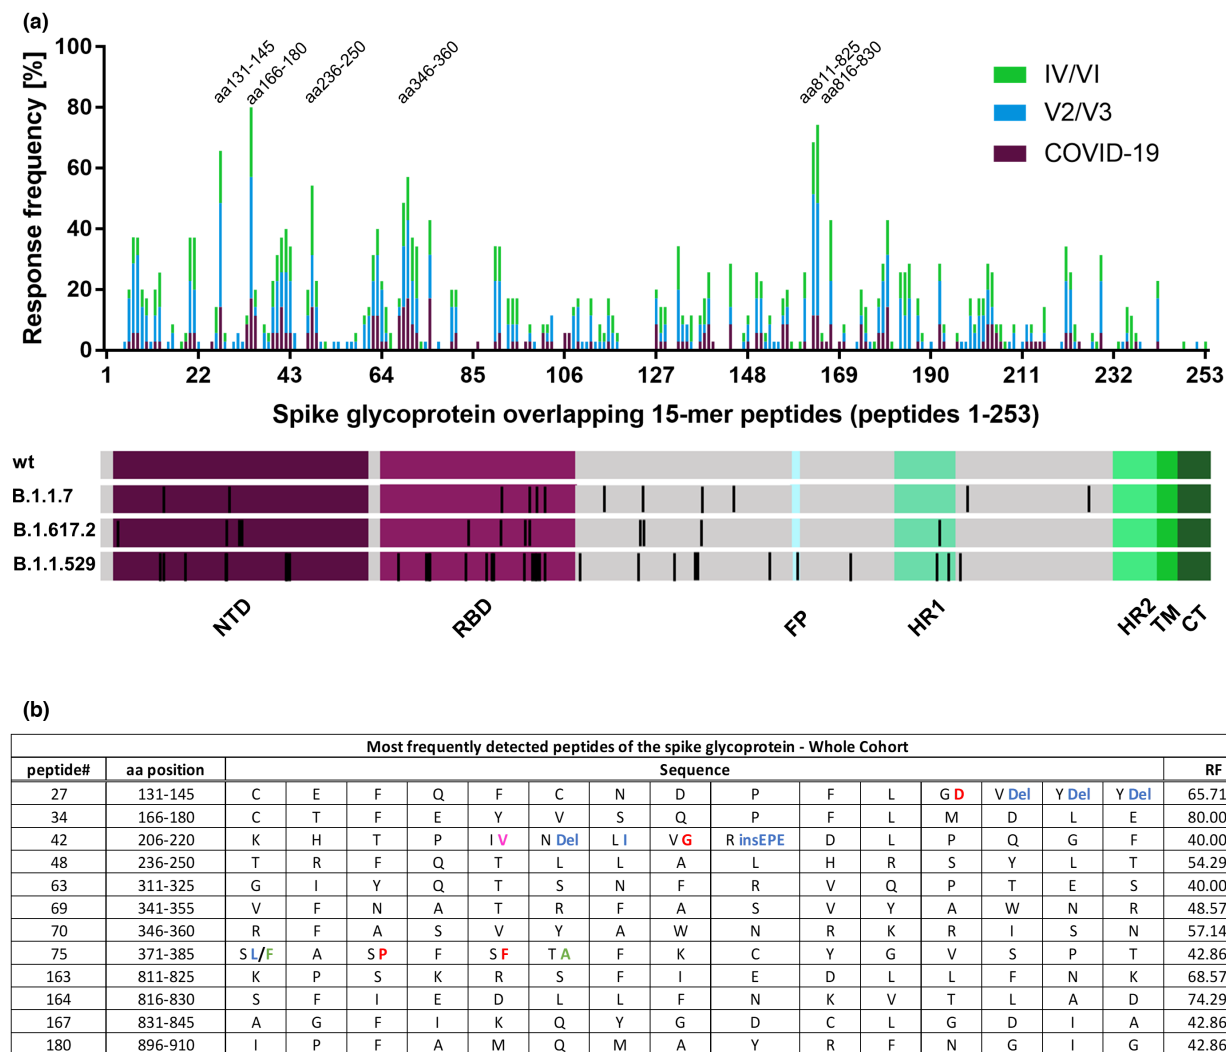 (a)
Response frequency [%]
100
80
60
40
20
0
aa131-145
aa166-180
aa236-250
aa346-360
aa811-825
aa816-830
IV/VI
V2/V3
COVID-19
1 22 43 64 85 106 127 148 169 190 211 232 253
Spike glycoprotein overlapping 15-mer peptides (peptides 1-253)
wt
B.1.1.7
B.1.617.2
B.1.1.529
NTD RBD FP HR1 HR2 TM CT
(b)
Most frequently detected peptides of the spike glycoprotein - Whole Cohort
peptide# aa position Sequence RF
27 131-145 C E F Q F C N D P F L G D V Del Y Del Y Del 65.71
34 166-180 C T F E Y V S Q P F L M D L E 80.00
42 206-220 K H T P I V N Del L I V G R insEPE D L P Q G F 40.00
48 236-250 T R F Q T L L A L H R S Y L T 54.29
63 311-325 G I Y Q T S N F R V Q P T E S 40.00
69 341-355 V F N A T R F A S V Y A W N R 48.57
70 346-360 R F A S V Y A W N R K R I S N 57.14
75 371-385 S L/F A S P F S F T A F K C Y G V S P T 42.86
163 811-825 K P S K R S F I E D L L F N K 68.57
164 816-830 S F I E D L L F N K V T L A D 74.29
167 831-845 A G F I K Q Y G D C L G D I A 42.86
180 896-910 I P F A M Q M A Y R F N G I G 42.86